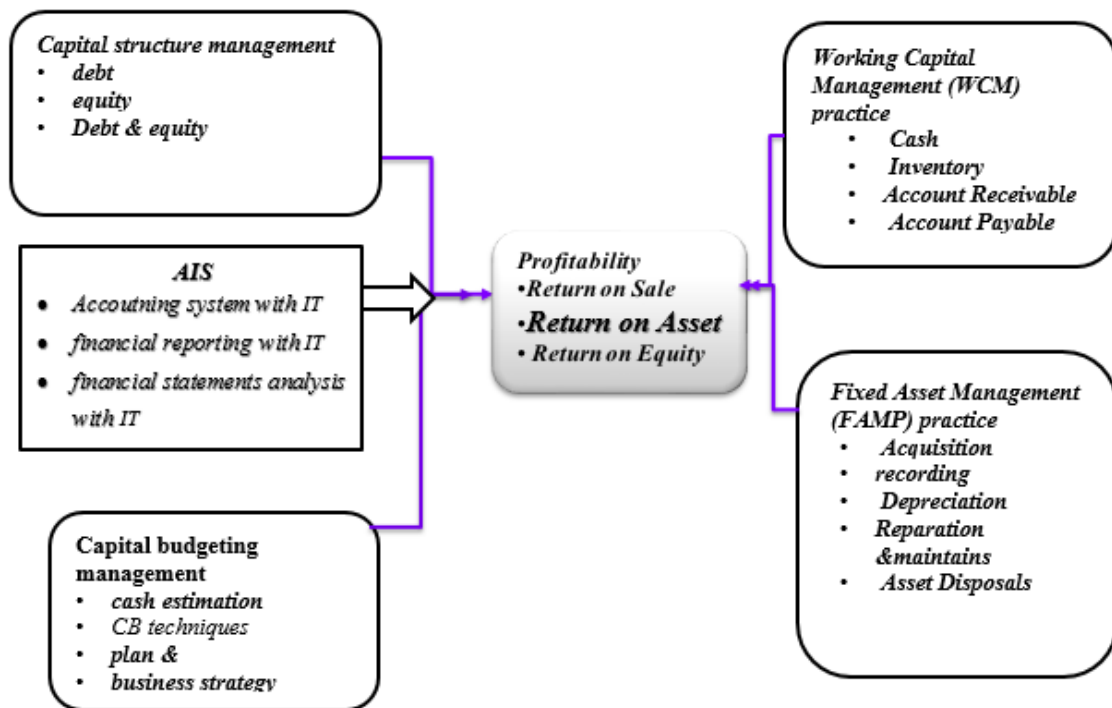 Capital structure management
• debt
• equity
• Debt & equity
AIS
• Accoutning system with IT
• financial reporting with IT
• financial statements analysis
with IT
Capital budgeting
management
• cash estimation
• CB techniques
• plan &
• business strategy
Profitability
•Return on Sale
•Return on Asset
• Return on Equity
Working Capital
Management (WCM)
practice
• Cash
• Inventory
• Account Receivable
• Account Payable
Fixed Asset Management
(FAMP) practice
• Acquisition
• recording
• Depreciation
• Reparation
&maintains
• Asset Disposals